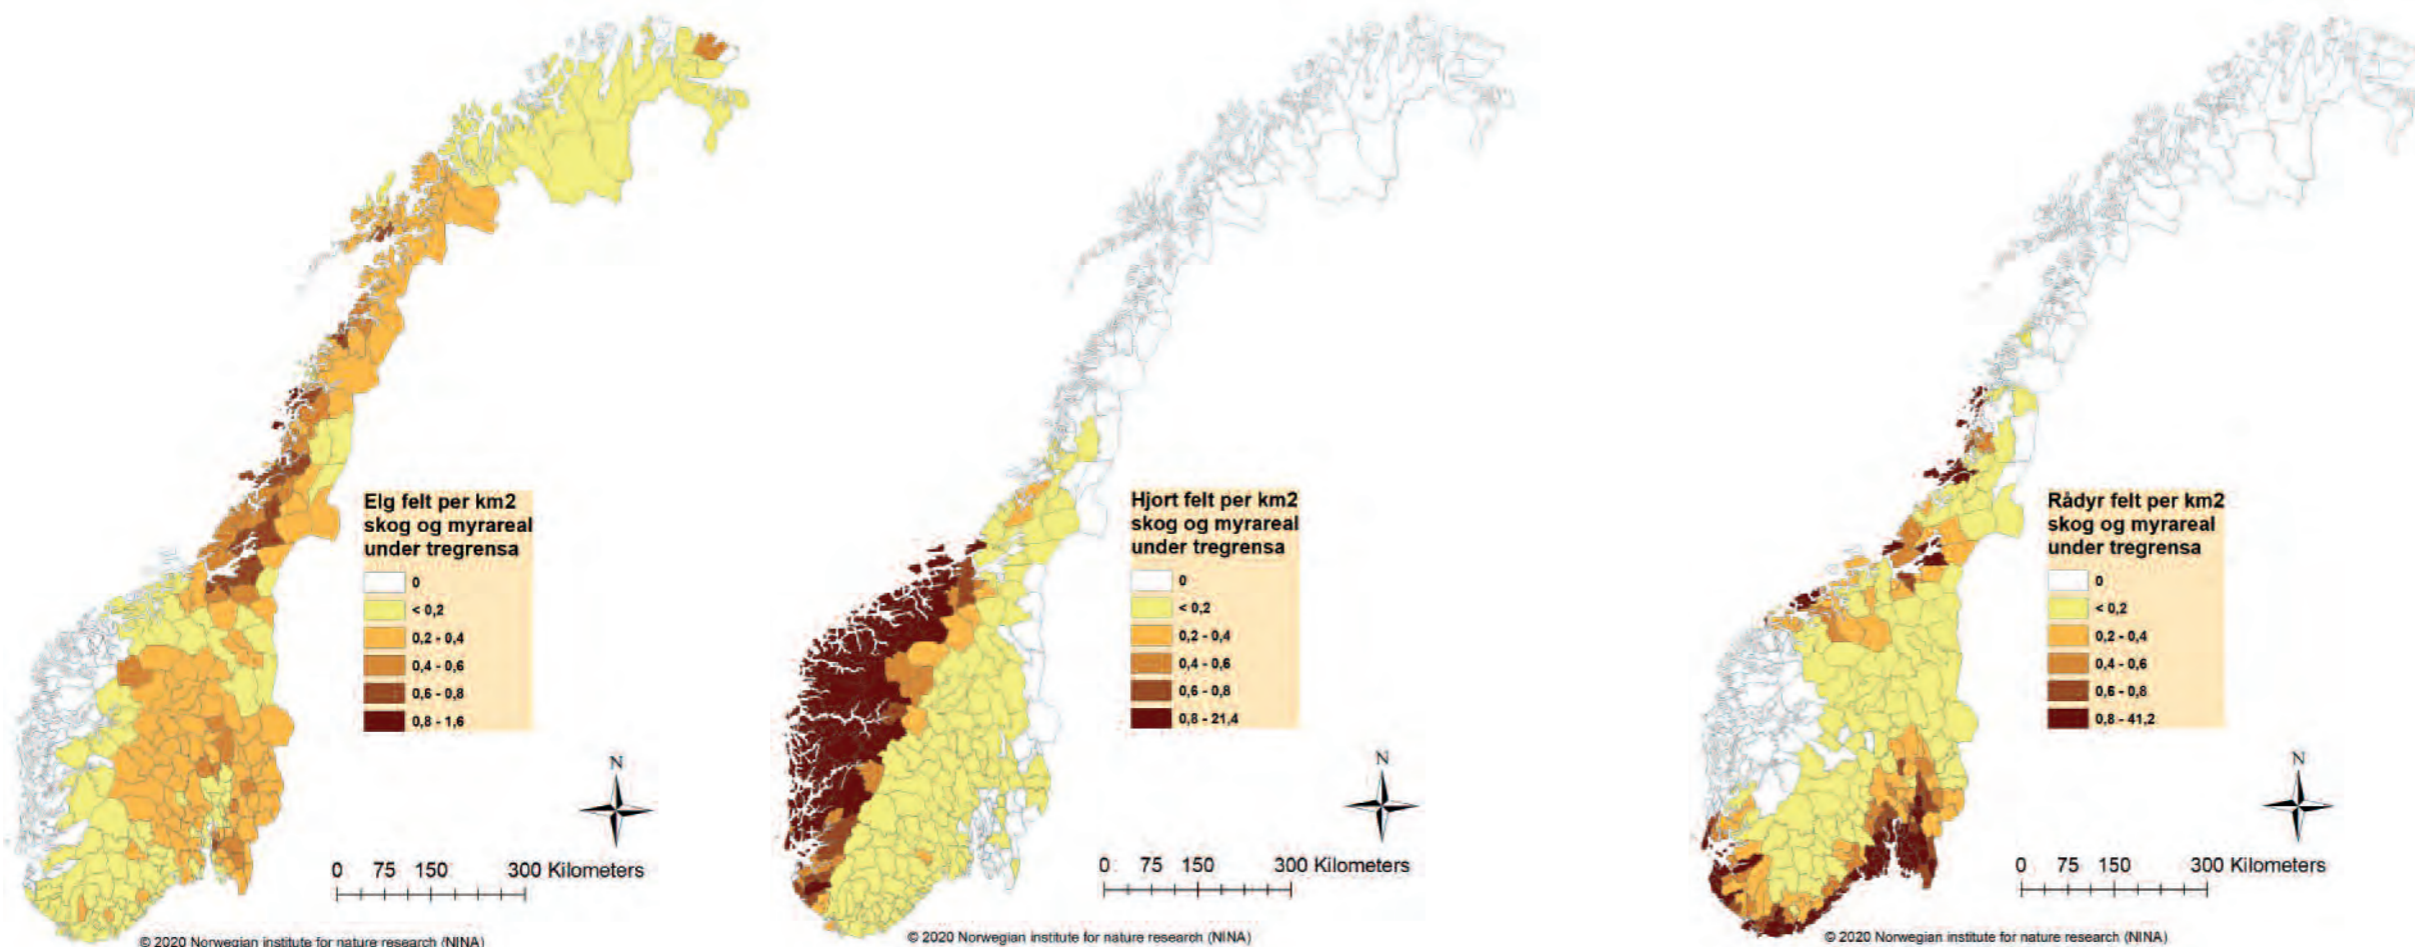 Elg felt per km2
skog og myrareal
under tregrensa
0
< 0,2
0,2 - 0,4
0,4 - 0,6
0,6 - 0,8
0,8 - 1,6
N
0 75 150 300 Kilometers
© 2020 Norwegian institute for nature research (NINA)
Hjort felt per km2
skog og myrareal
under tregrensa
0
< 0,2
0,2 - 0,4
0,4 - 0,6
0,6 - 0,8
0,8 - 21,4
N
0 75 150 300 Kilometers
© 2020 Norwegian institute for nature research (NINA)
Rådyr felt per km2
skog og myrareal
under tregrensa
0
< 0,2
0,2 - 0,4
0,4 - 0,6
0,6 - 0,8
0,8 - 41,2
N
0 75 150 300 Kilometers
© 2020 Norwegian institute for nature research (NINA)